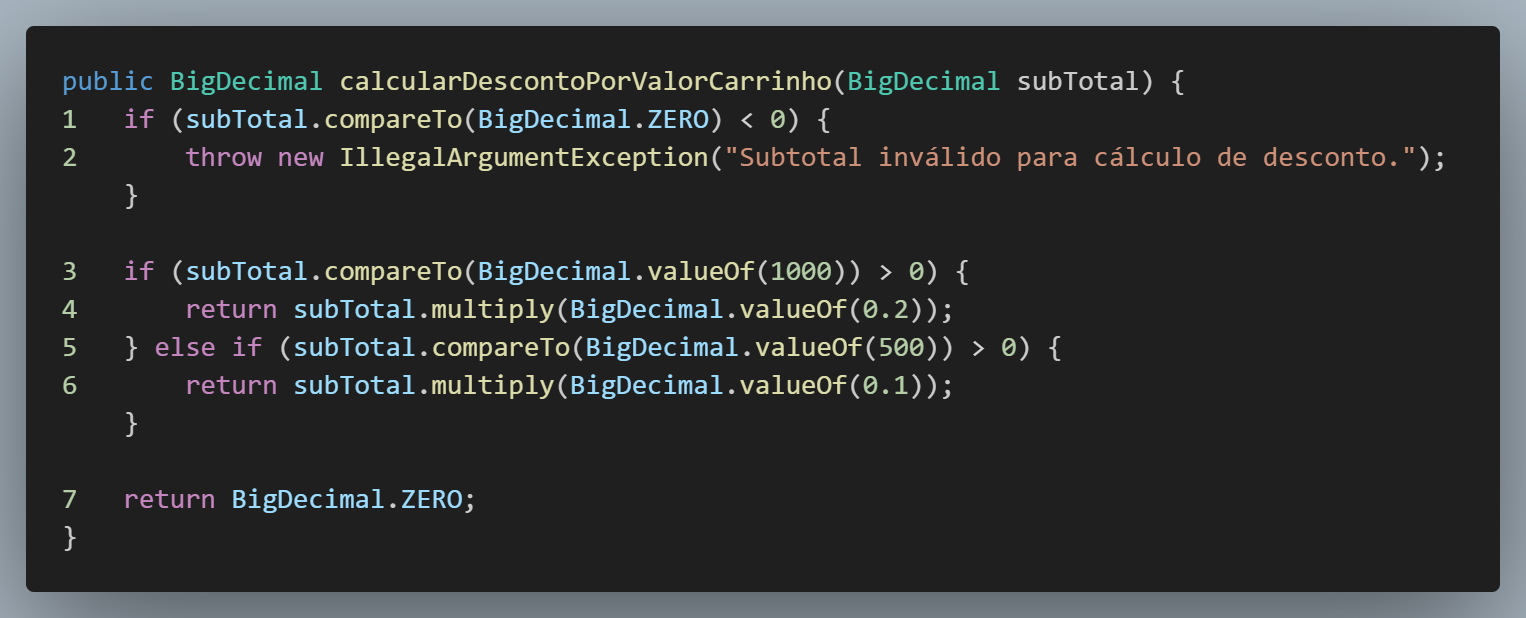 public BigDecimal calcularDescontoPorValorCarrinho(BigDecimal subTotal) {
1   if (subTotal.compareTo(BigDecimal.ZERO) < 0) {
2       throw new IllegalArgumentException("Subtotal inválido para cálculo de desconto.");
    }
3   if (subTotal.compareTo(BigDecimal.valueOf(1000)) > 0) {
4       return subTotal.multiply(BigDecimal.valueOf(0.2));
5   } else if (subTotal.compareTo(BigDecimal.valueOf(500)) > 0) {
6       return subTotal.multiply(BigDecimal.valueOf(0.1));
    }
7   return BigDecimal.ZERO;
}